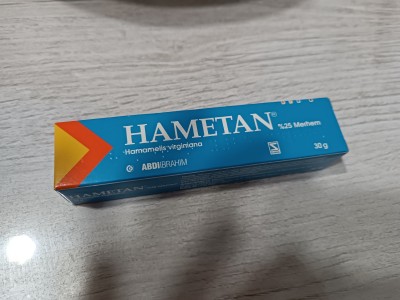 HAMETAN®
%25 Merhem
Hamamelis virginiana
ABDİİBRAHİM
30 g
HAMETAN